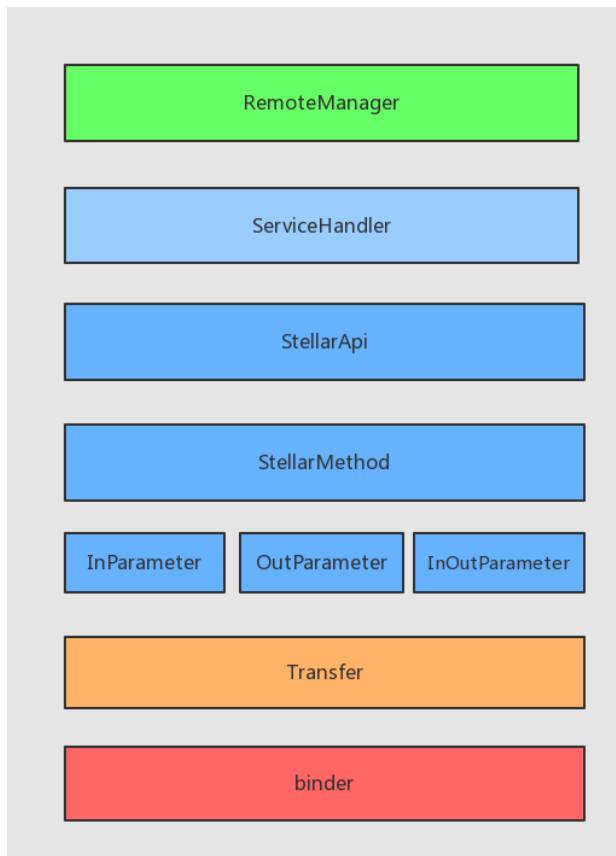 RemoteManager
ServiceHandler
StellarApi
StellarMethod
InParameter
OutParameter
InOutParameter
Transfer
binder